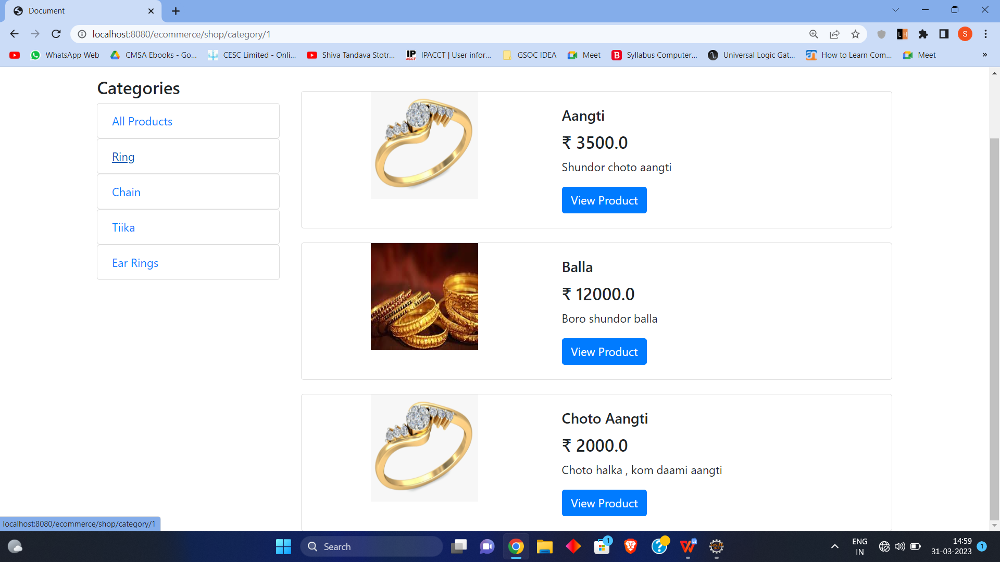 Document
localhost:8080/ecommerce/shop/category/1
S
WhatsApp Web
CMSA Ebooks - Go...
CESC Limited - Onli...
Shiva Tandava Stotr...
IP
ACCT
IPACCT | User infor...
GSOC IDEA
Meet
B
Syllabus Computer...
Universal Logic Gat...
How to Learn Com...
Meet
»
Categories
All Products
Ring
Chain
Tiika
Ear Rings
Aangti
₹ 3500.0
Shundor choto aangti
View Product
Balla
₹ 12000.0
Boro shundor balla
View Product
Choto Aangti
₹ 2000.0
Choto halka , kom daami aangti
View Product
localhost:8080/ecommerce/shop/category/1
Search
1
ENG
IN
14:59
31-03-2023
1